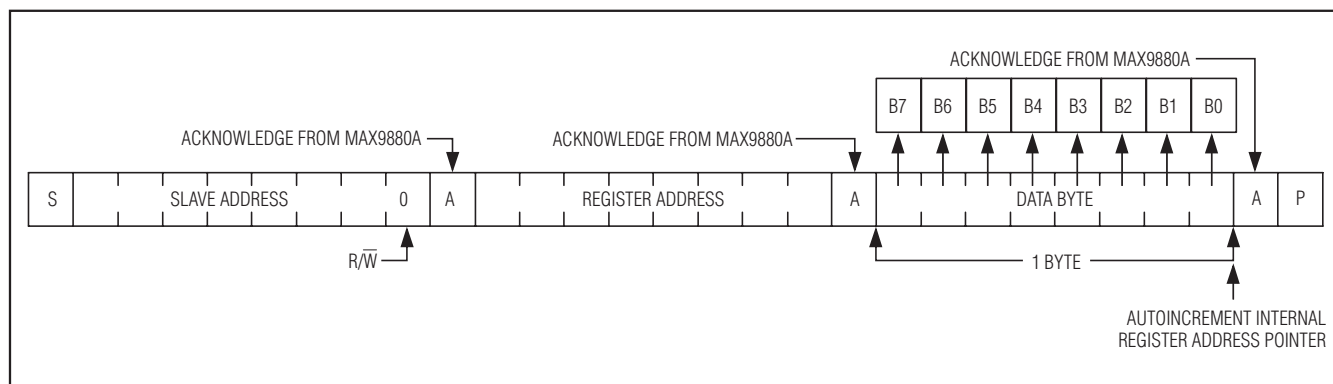 ACKNOWLEDGE FROM MAX9880A
B7 B6 B5 B4 B3 B2 B1 B0
ACKNOWLEDGE FROM MAX9880A
ACKNOWLEDGE FROM MAX9880A
S SLAVE ADDRESS 0 A REGISTER ADDRESS A DATA BYTE A P
R/W̅
1 BYTE
AUTOINCREMENT INTERNAL
REGISTER ADDRESS POINTER